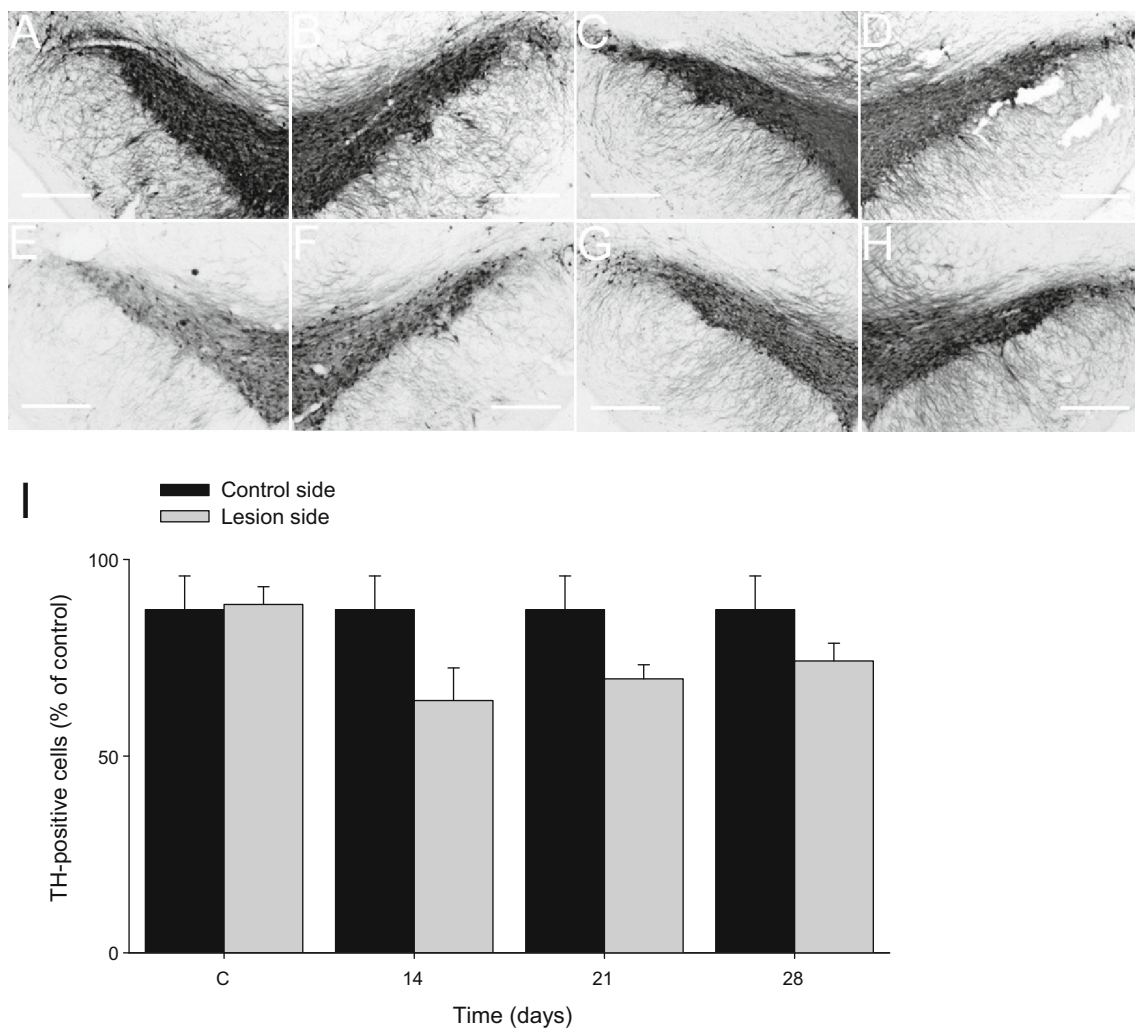 A B C D
E F G H
I
Control side
Lesion side
TH-positive cells (% of control)
100
50
0
C 14 21 28
Time (days)